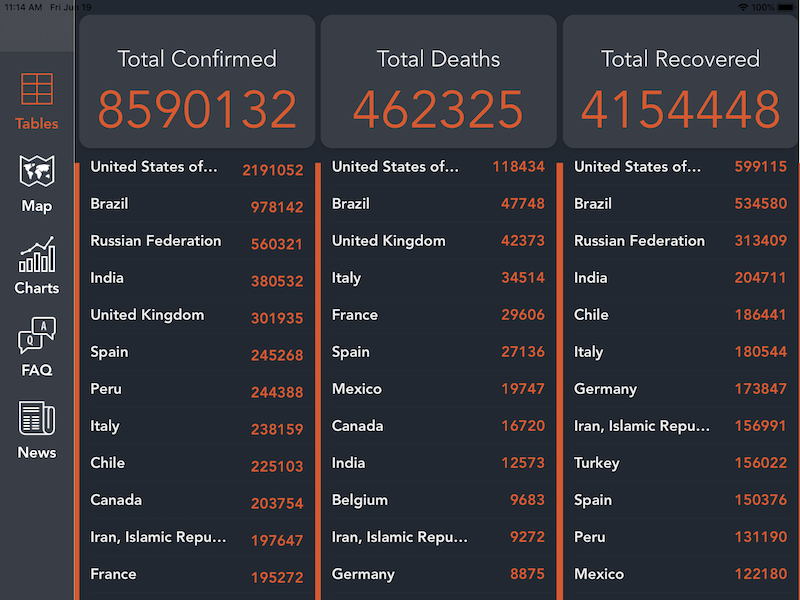 11:14 AM Fri Jun 19
100%
Tables
Map
Charts
Q A
FAQ
News
Total Confirmed
8590132
United States of... 2191052
Brazil 978142
Russian Federation 560321
India 380532
United Kingdom 301935
Spain 245268
Peru 244388
Italy 238159
Chile 225103
Canada 203754
Iran, Islamic Repu... 197647
France 195272
Total Deaths
462325
United States of... 118434
Brazil 47748
United Kingdom 42373
Italy 34514
France 29606
Spain 27136
Mexico 19747
Canada 16720
India 12573
Belgium 9683
Iran, Islamic Repu... 9272
Germany 8875
Total Recovered
4154448
United States of... 599115
Brazil 534580
Russian Federation 313409
India 204711
Chile 186441
Italy 180544
Germany 173847
Iran, Islamic Repu... 156991
Turkey 156022
Spain 150376
Peru 131190
Mexico 122180